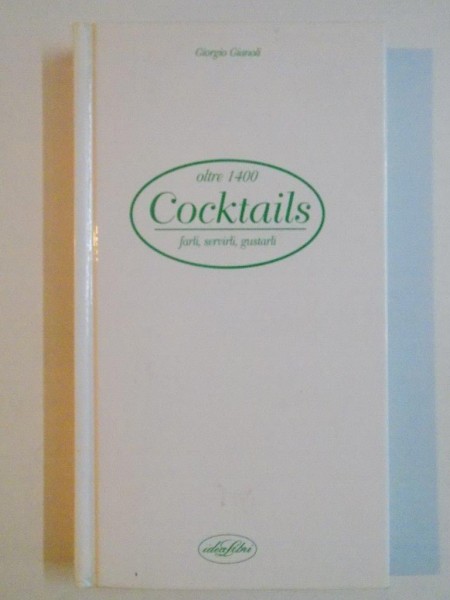 Giorgio Gianoli
oltre 1400
Cocktails
farli, servirli, gustarli
idealibri